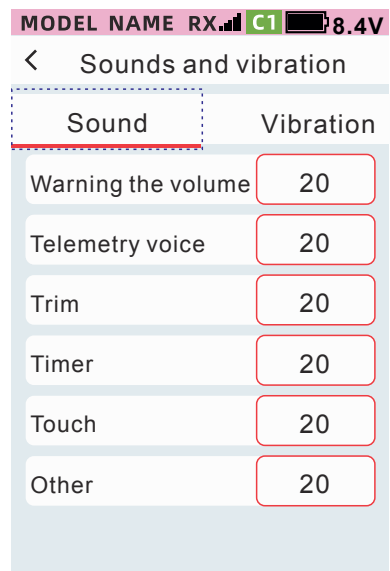 MODEL NAME RX C1 8.4V
< Sounds and vibration
Sound Vibration
Warning the volume 20
Telemetry voice 20
Trim 20
Timer 20
Touch 20
Other 20